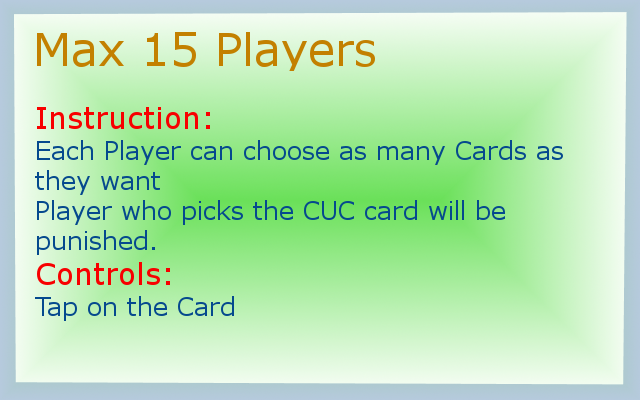 Max 15 Players
Instruction:
Each Player can choose as many Cards as
they want
Player who picks the CUC card will be
punished.
Controls:
Tap on the Card